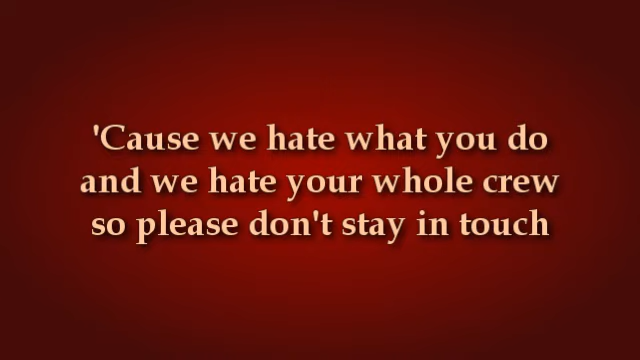 'Cause we hate what you do
and we hate your whole crew
so please don't stay in touch